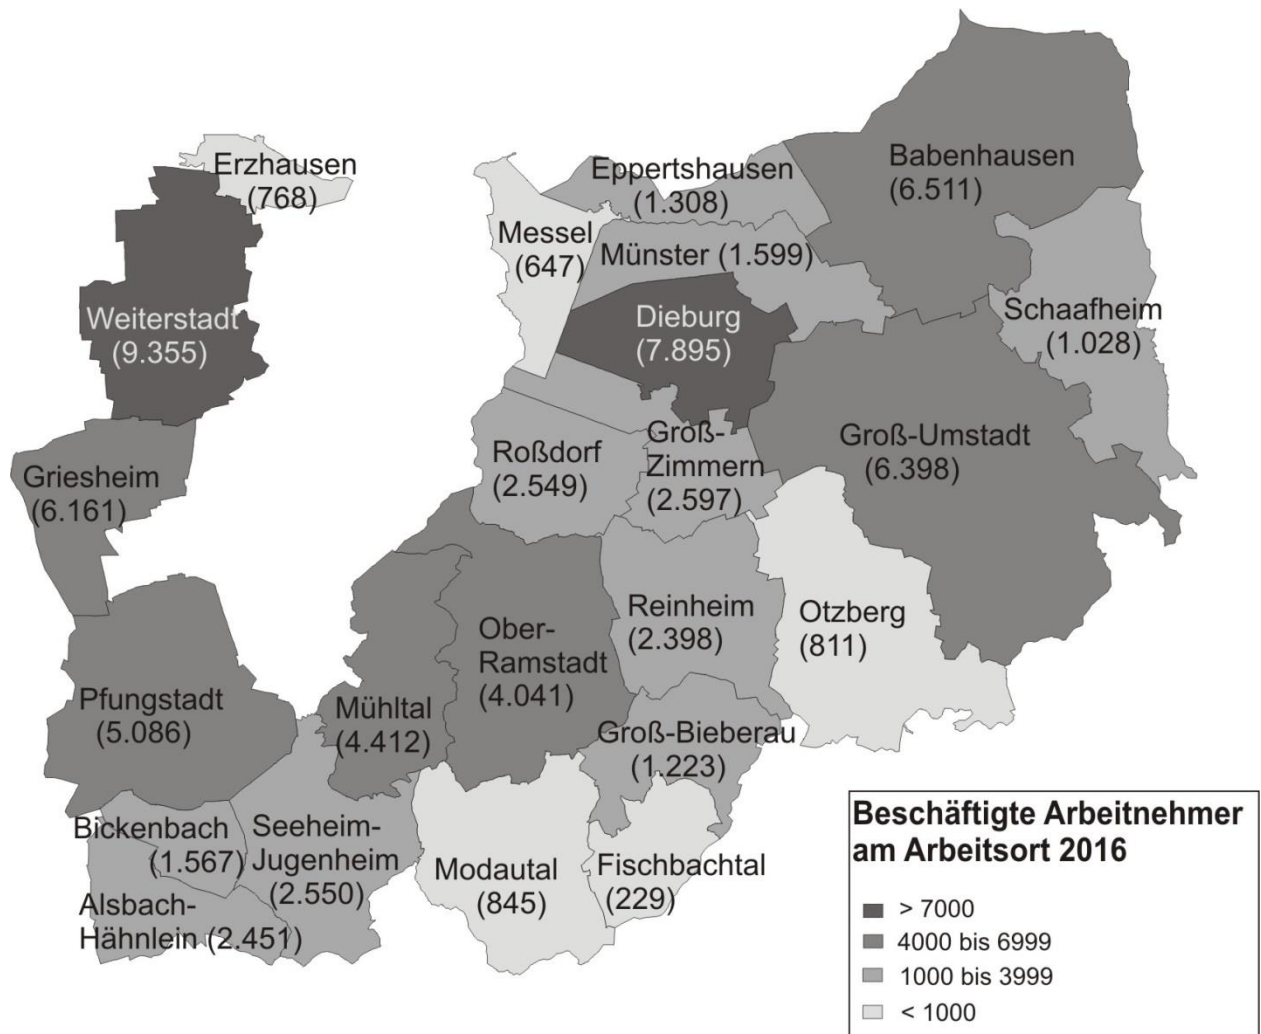 Erzhausen
(768)
Eppertshausen
(1.308)
Babenhausen
(6.511)
Messel
(647)
Münster (1.599)
Weiterstadt
(9.355)
Dieburg
(7.895)
Schaafheim
(1.028)
Griesheim
(6.161)
Roßdorf
(2.549)
Groß-
Zimmern
(2.597)
Groß-Umstadt
(6.398)
Reinheim
(2.398)
Otzberg
(811)
Ober-
Ramstadt
(4.041)
Pfungstadt
(5.086)
Mühltal
(4.412)
Groß-Bieberau
(1.223)
Bickenbach
(1.567)
Seeheim-
Jugenheim
(2.550)
Modautal
(845)
Fischbachtal
(229)
Alsbach-
Hähnlein (2.451)
Beschäftigte Arbeitnehmer
am Arbeitsort 2016
> 7000
4000 bis 6999
1000 bis 3999
< 1000